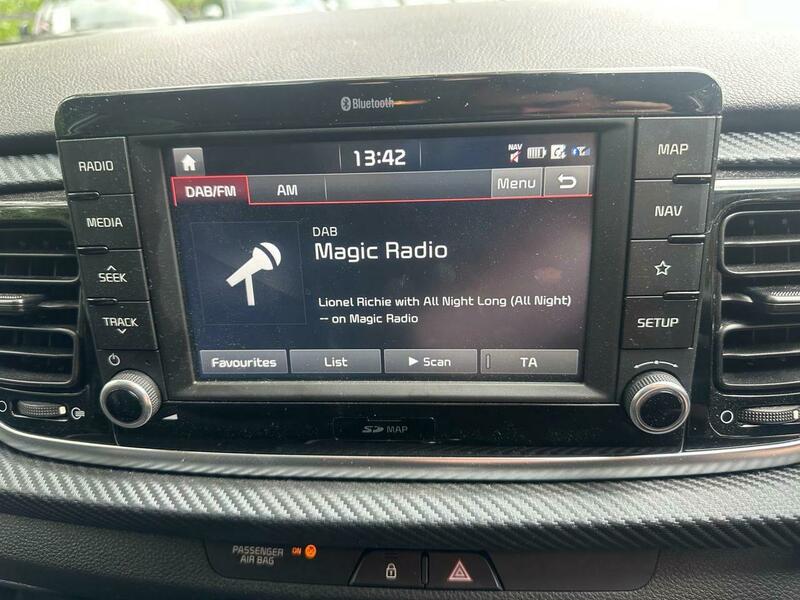 Bluetooth
RADIO
MEDIA
SEEK
TRACK
13:42
NAV
DAB/FM
AM
Menu
DAB
Magic Radio
Lionel Richie with All Night Long (All Night)
-- on Magic Radio
Favourites
List
Scan
TA
MAP
NAV
SETUP
SD MAP
PASSENGER
AIR BAG
ON